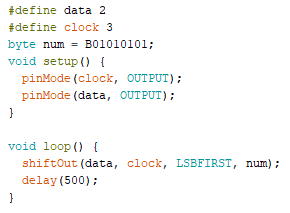 #define data 2
#define clock 3
byte num = B01010101;
void setup() {
  pinMode(clock, OUTPUT);
  pinMode(data, OUTPUT);
}

void loop() {
  shiftOut(data, clock, LSBFIRST, num);
  delay(500);
}